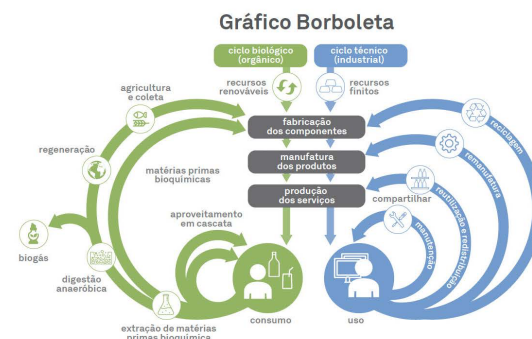 Gráfico Borboleta
ciclo biológico
(orgânico)
ciclo técnico
(industrial)
recursos
renováveis
recursos
finitos
agricultura
e coleta
fabricação
dos componentes
reciclagem
regeneração
manufatura
dos produtos
remanufatura
matérias primas
bioquímicas
produção
dos serviços
compartilhar
reutilização e redistribuição
aproveitamento
em cascata
manutenção
biogás
digestão
anaeróbica
extração de matérias
primas bioquímica
consumo
uso